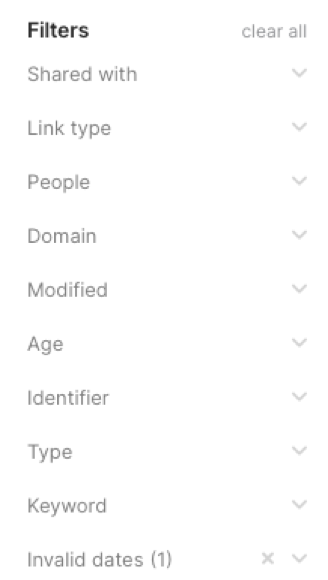 Filters clear all
Shared with
Link type
People
Domain
Modified
Age
Identifier
Type
Keyword
Invalid dates (1)